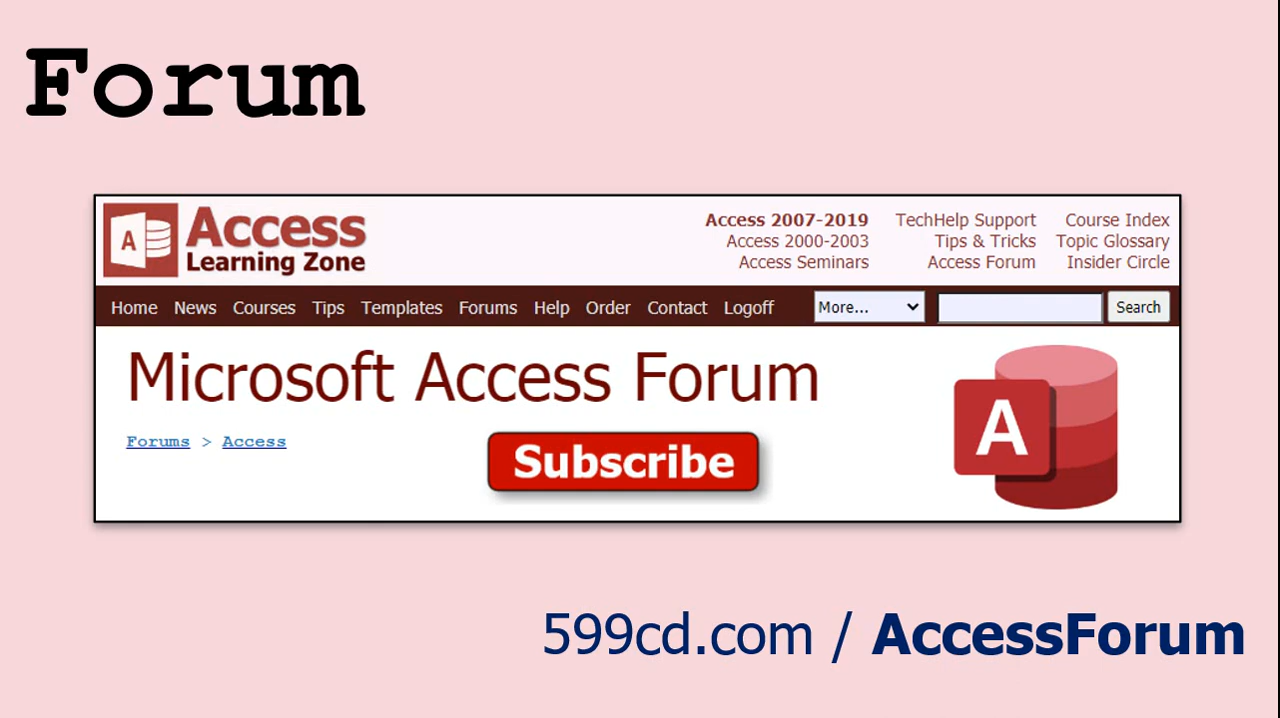 Forum
A Access
Learning Zone
Access 2007-2019 TechHelp Support Course Index
Access 2000-2003 Tips & Tricks Topic Glossary
Access Seminars Access Forum Insider Circle
Home News Courses Tips Templates Forums Help Order Contact Logoff More... Search
Microsoft Access Forum
Forums > Access
Subscribe
A
599cd.com / AccessForum